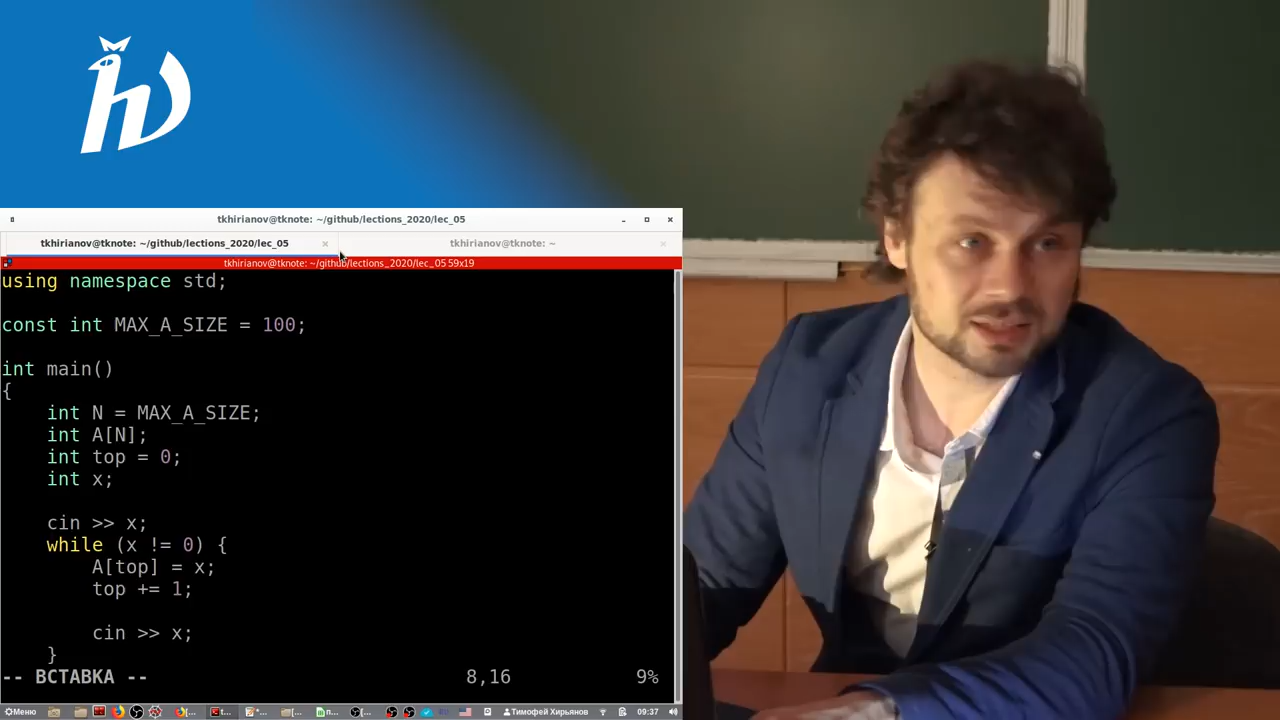 tkhirianov@tknote: ~/github/lections_2020/lec_05
tkhirianov@tknote: ~/github/lections_2020/lec_05
tkhirianov@tknote: ~
tkhirianov@tknote: ~/github/lections_2020/lec_05 59x19
using namespace std;
const int MAX_A_SIZE = 100;
int main()
{
int N = MAX_A_SIZE;
int A[N];
int top = 0;
int x;
cin >> x;
while (x != 0) {
A[top] = x;
top += 1;
cin >> x;
}
-- ВСТАВКА -- 8,16 9%
Меню Тимофей Хирьянов 09:37